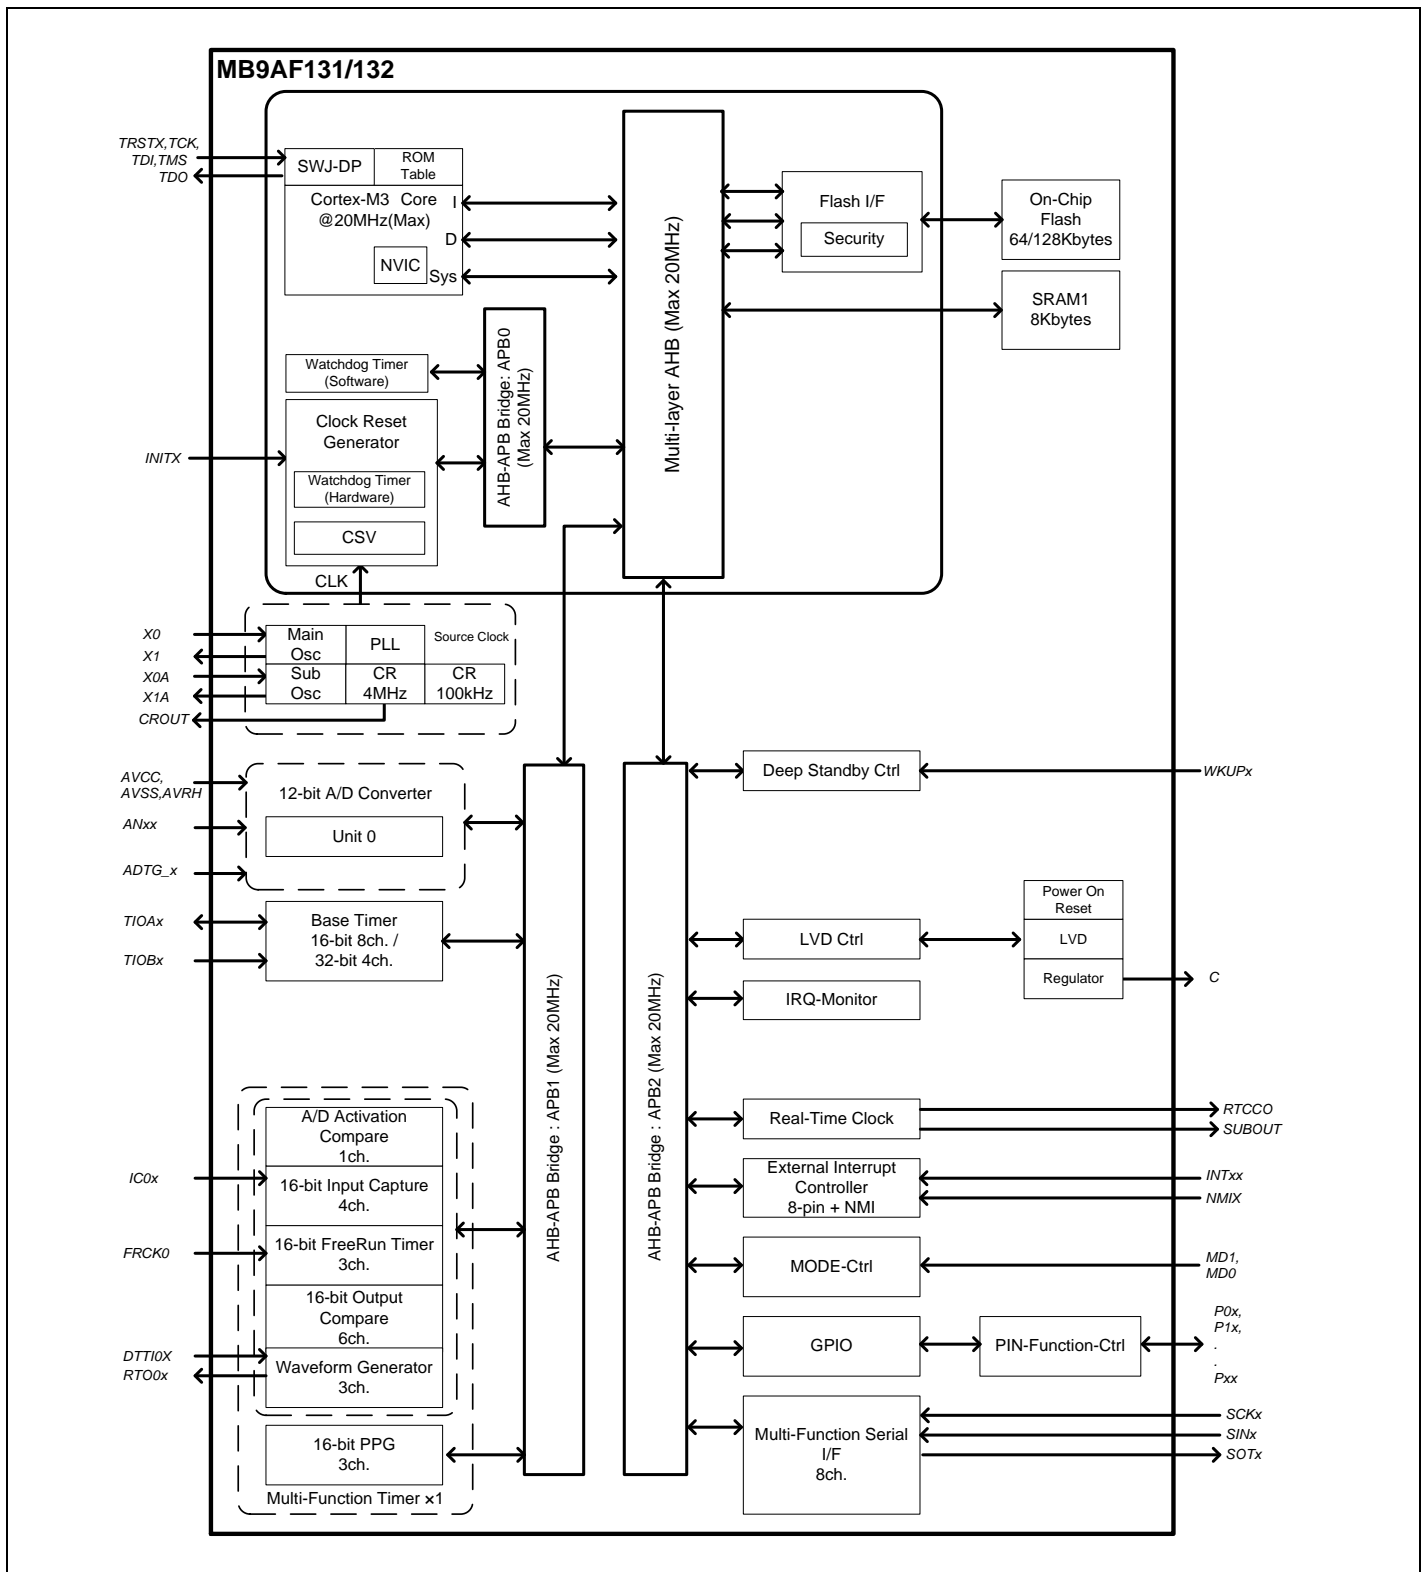 MB9AF131/132
TRSTX,TCK,
TDI,TMS
TDO
SWJ-DP
ROM
Table
Cortex-M3 Core
@20MHz(Max)
I
D
Sys
NVIC
Multi-layer AHB (Max 20MHz)
Flash I/F
Security
On-Chip
Flash
64/128Kbytes
SRAM1
8Kbytes
Watchdog Timer
(Software)
AHB-APB Bridge: APB0
(Max 20MHz)
INITX
Clock Reset
Generator
Watchdog Timer
(Hardware)
CSV
CLK
X0
X1
X0A
X1A
CROUT
Main
Osc
PLL
Source Clock
Sub
Osc
CR
4MHz
CR
100kHz
AVCC,
AVSS,AVRH
ANxx
ADTG_x
12-bit A/D Converter
Unit 0
TIOAx
TIOBx
Base Timer
16-bit 8ch. /
32-bit 4ch.
AHB-APB Bridge : APB1 (Max 20MHz)
AHB-APB Bridge : APB2 (Max 20MHz)
Deep Standby Ctrl
WKUPx
LVD Ctrl
Power On
Reset
LVD
Regulator
C
IRQ-Monitor
A/D Activation
Compare
1ch.
IC0x
16-bit Input Capture
4ch.
FRCK0
16-bit FreeRun Timer
3ch.
16-bit Output
Compare
6ch.
DTTI0X
RTO0x
Waveform Generator
3ch.
16-bit PPG
3ch.
Multi-Function Timer ×1
Real-Time Clock
RTCCO
SUBOUT
External Interrupt
Controller
8-pin + NMI
INTxx
NMIX
MODE-Ctrl
MD1,
MD0
GPIO
PIN-Function-Ctrl
P0x,
P1x,
.
.
Pxx
Multi-Function Serial
I/F
8ch.
SCKx
SINx
SOTx